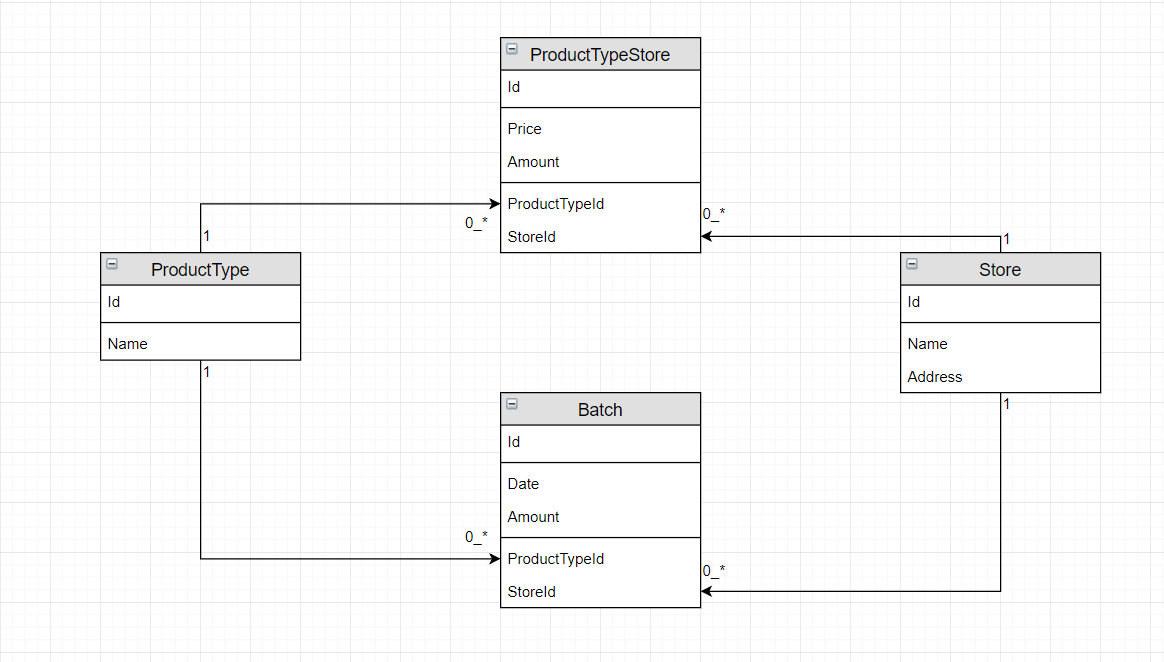 ProductTypeStore
Id
Price
Amount
ProductTypeId
StoreId
0_*
0_*
1
1
ProductType
Id
Name
1
Store
Id
Name
Address
1
Batch
Id
Date
Amount
ProductTypeId
StoreId
0_*
0_*